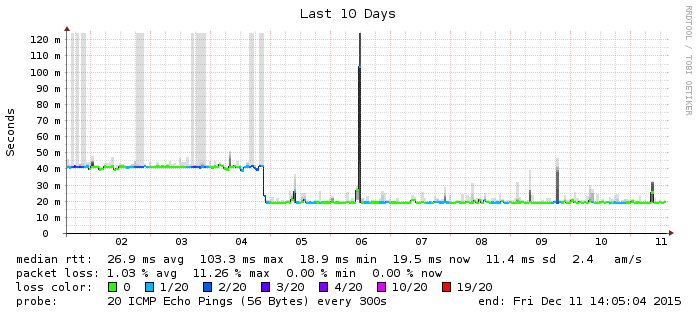 Last 10 Days
RRDTOOL / TOBI OETIKER
Seconds
120 m
110 m
100 m
90 m
80 m
70 m
60 m
50 m
40 m
30 m
20 m
10 m
0
02 03 04 05 06 07 08 09 10 11
median rtt: 26.9 ms avg 103.3 ms max 18.9 ms min 19.5 ms now 11.4 ms sd 2.4 am/s
packet loss: 1.03 % avg 11.26 % max 0.00 % min 0.00 % now
loss color: 0 1/20 2/20 3/20 4/20 10/20 19/20
probe: 20 ICMP Echo Pings (56 Bytes) every 300s end: Fri Dec 11 14:05:04 2015